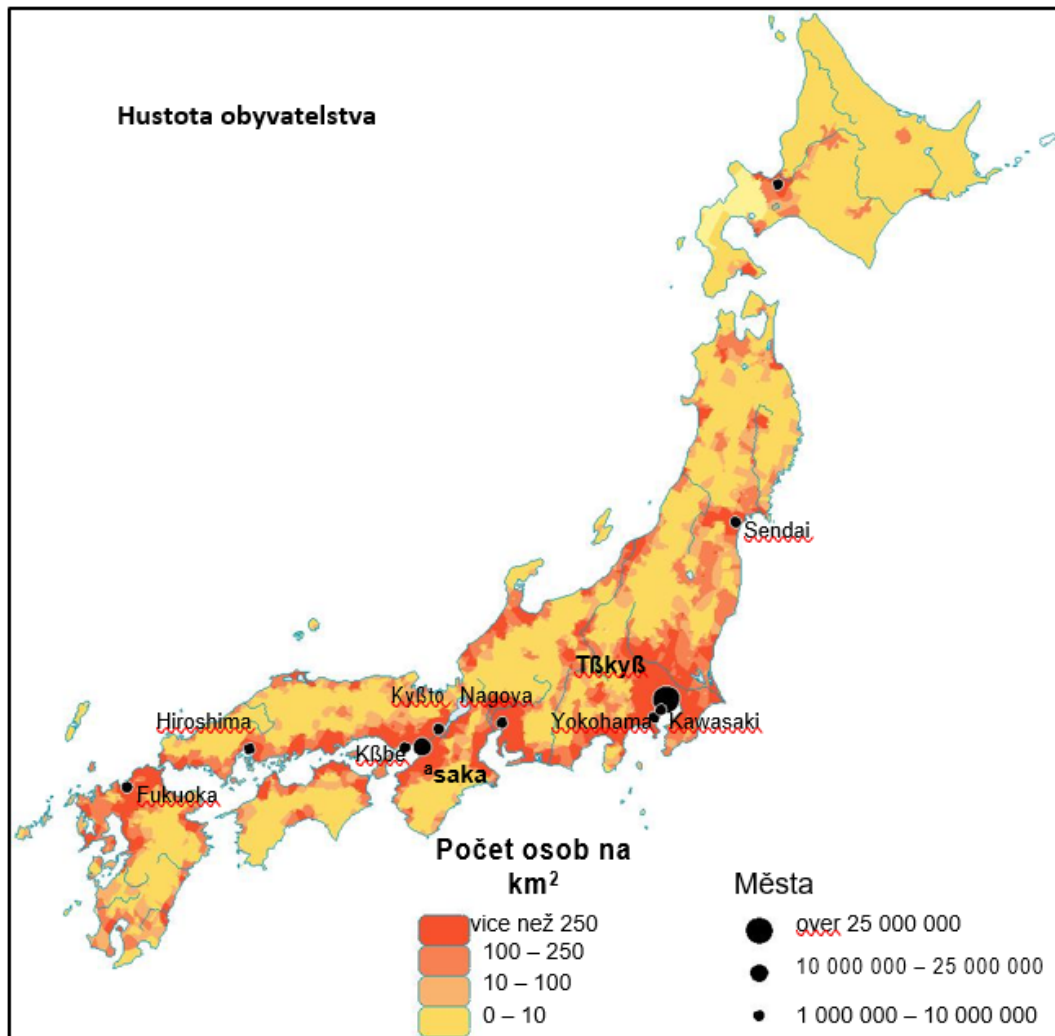 Hustota obyvatelstva
Sendai
Tßkyß
Kyßto
Nagoya
Hiroshima
Yokohama
Kawasaki
Kßbe
ªsaka
Fukuoka
Počet osob na
km²
vice než 250
100 – 250
10 – 100
0 – 10
Města
over 25 000 000
10 000 000 – 25 000 000
1 000 000 – 10 000 000